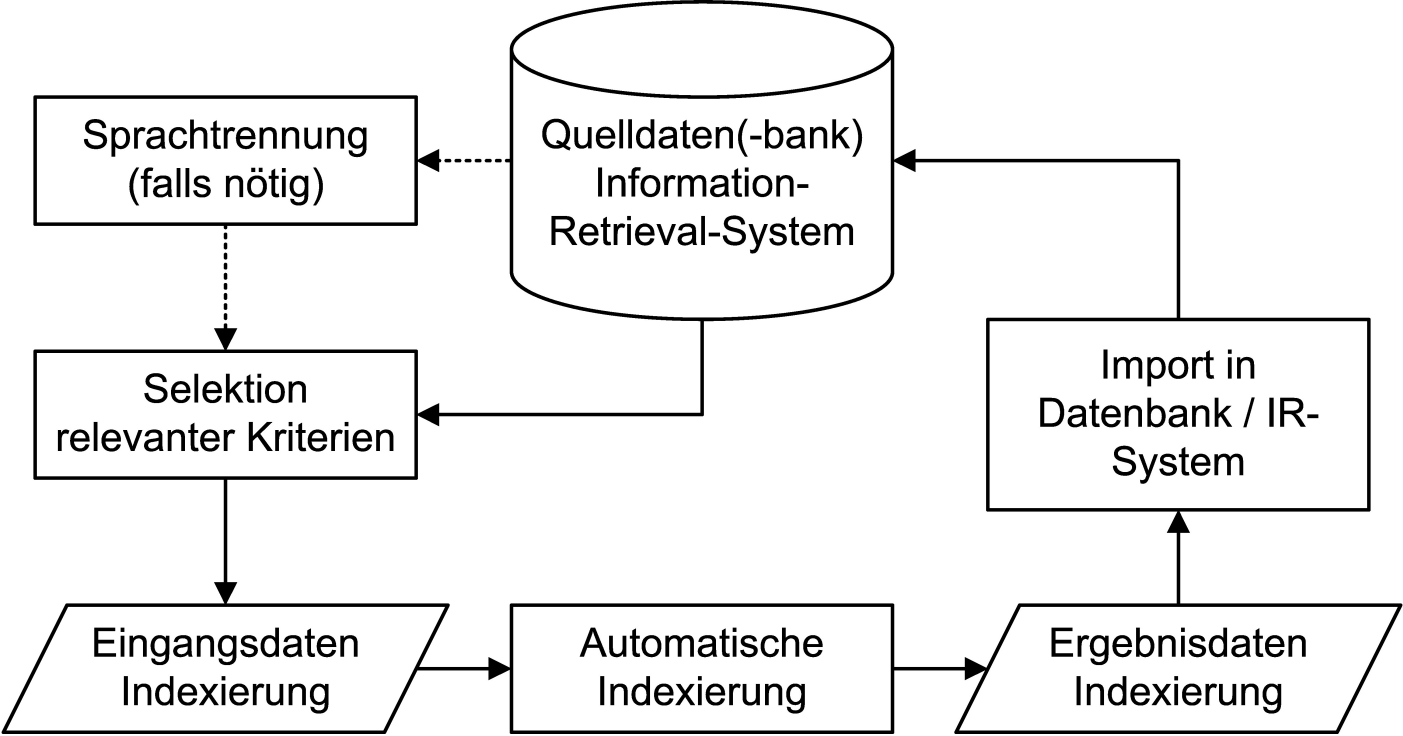 Sprachtrennung
(falls nötig)
Quelldaten(-bank)
Information-
Retrieval-System
Selektion
relevanter Kriterien
Import in
Datenbank / IR-
System
Eingangsdaten
Indexierung
Automatische
Indexierung
Ergebnisdaten
Indexierung